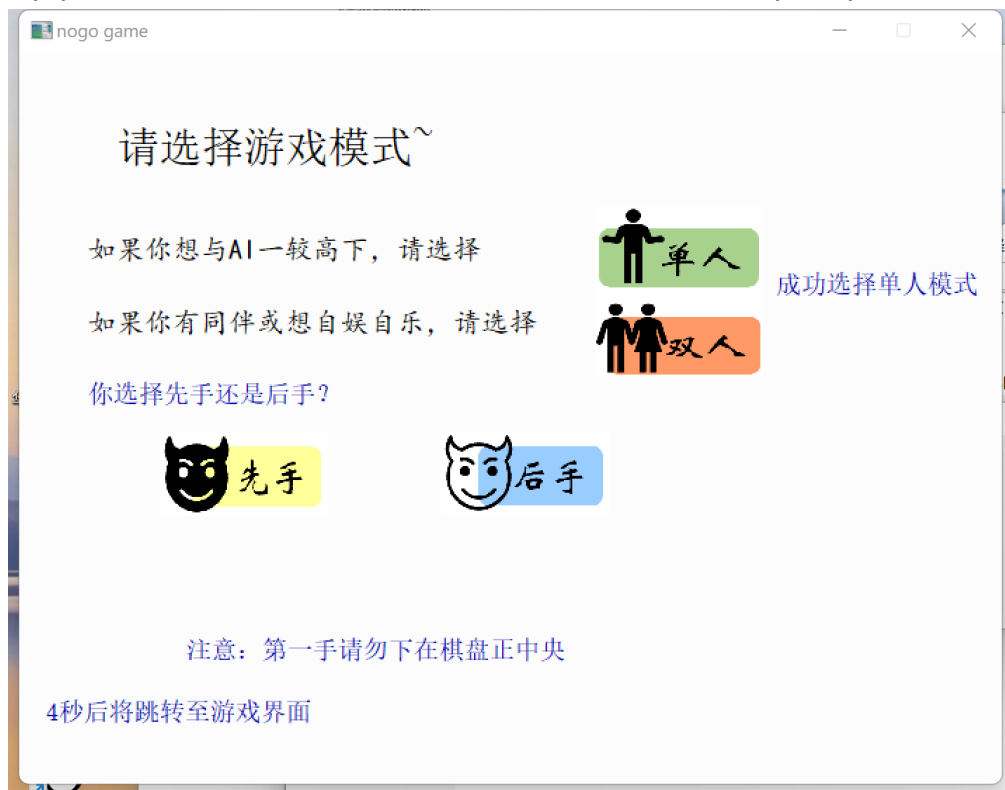 nogo game
请选择游戏模式~
如果你想与AI一较高下，请选择
单人
成功选择单人模式
如果你有同伴或想自娱自乐，请选择
双人
你选择先手还是后手？
先手
后手
注意：第一手请勿下在棋盘正中央
4秒后将跳转至游戏界面